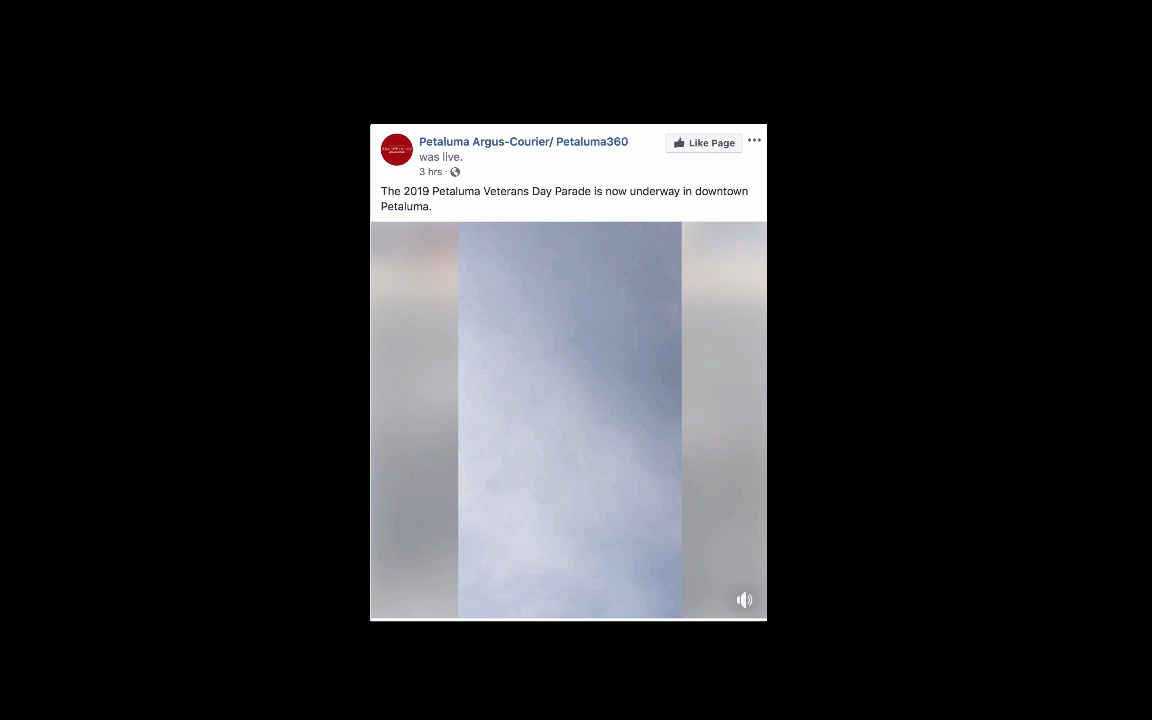 Petaluma Argus-Courier/ Petaluma360
was live.
3 hrs ·
Like Page
The 2019 Petaluma Veterans Day Parade is now underway in downtown
Petaluma.